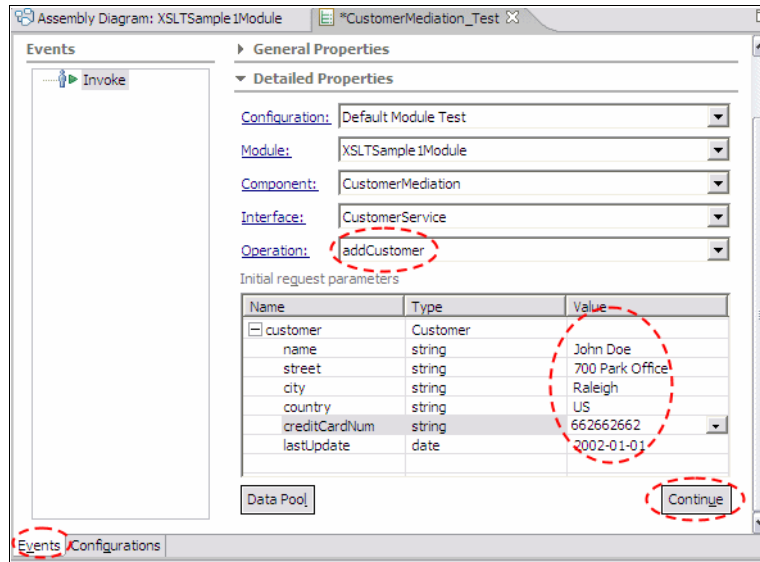 Assembly Diagram: XSLTSample1Module
*CustomerMediation_Test
Events
General Properties
Invoke
Detailed Properties
Configuration: Default Module Test
Module: XSLTSample1Module
Component: CustomerMediation
Interface: CustomerService
Operation: addCustomer
Initial request parameters
Name Type Value
customer Customer
name string John Doe
street string 700 Park Office
city string Raleigh
country string US
creditCardNum string 662662662
lastUpdate date 2002-01-01
Data Pool Continue
Events Configurations